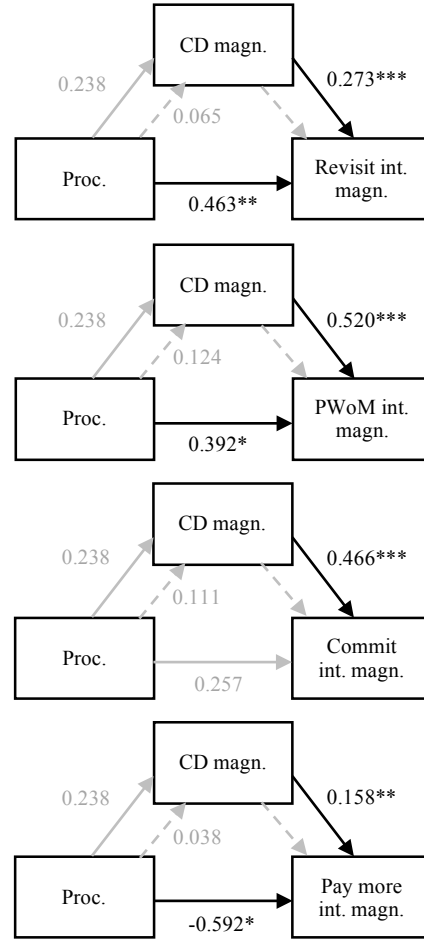 CD magn.
0.238
0.273***
0.065
Proc.
Revisit int.
magn.
0.463**
CD magn.
0.238
0.520***
0.124
Proc.
PWoM int.
magn.
0.392*
CD magn.
0.238
0.466***
0.111
Proc.
Commit
int. magn.
0.257
CD magn.
0.238
0.158**
0.038
Proc.
Pay more
int. magn.
-0.592*